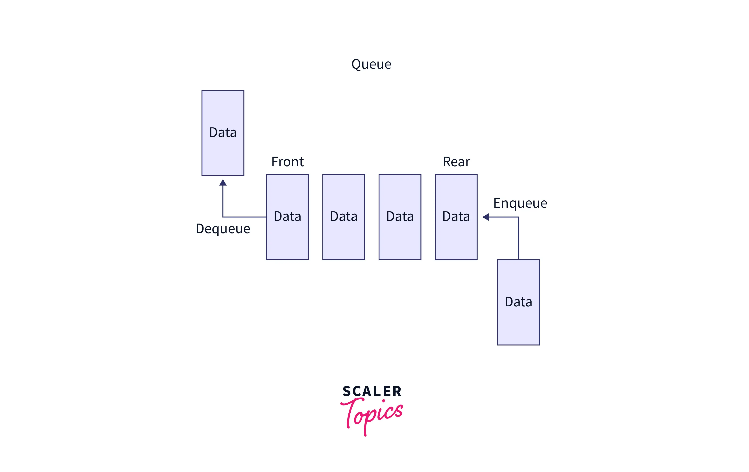 Queue
Data
Front
Rear
Enqueue
Data
Data
Data
Data
Dequeue
Data
SCALER
Topics